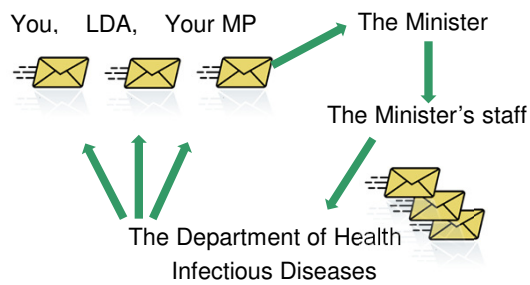 You, LDA, Your MP
The Minister
The Minister's staff
The Department of Health
Infectious Diseases